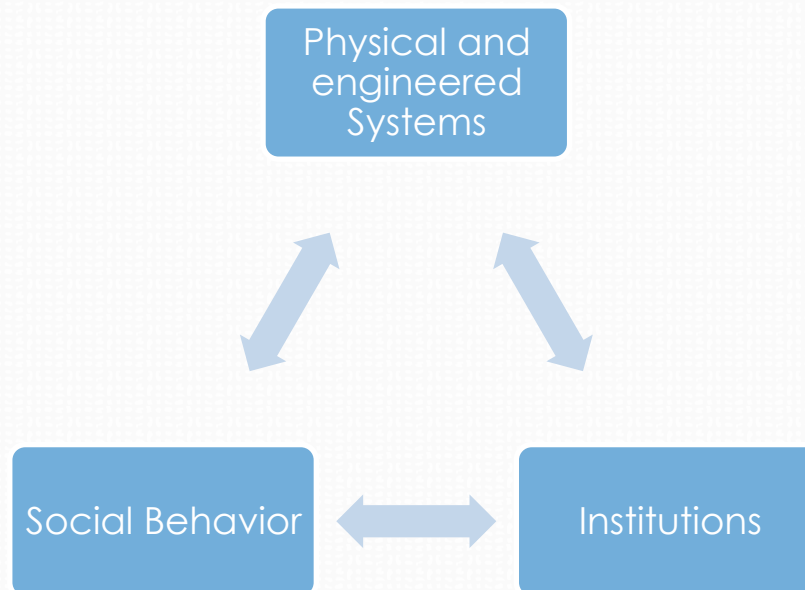 Physical and
engineered
Systems
Social Behavior
Institutions